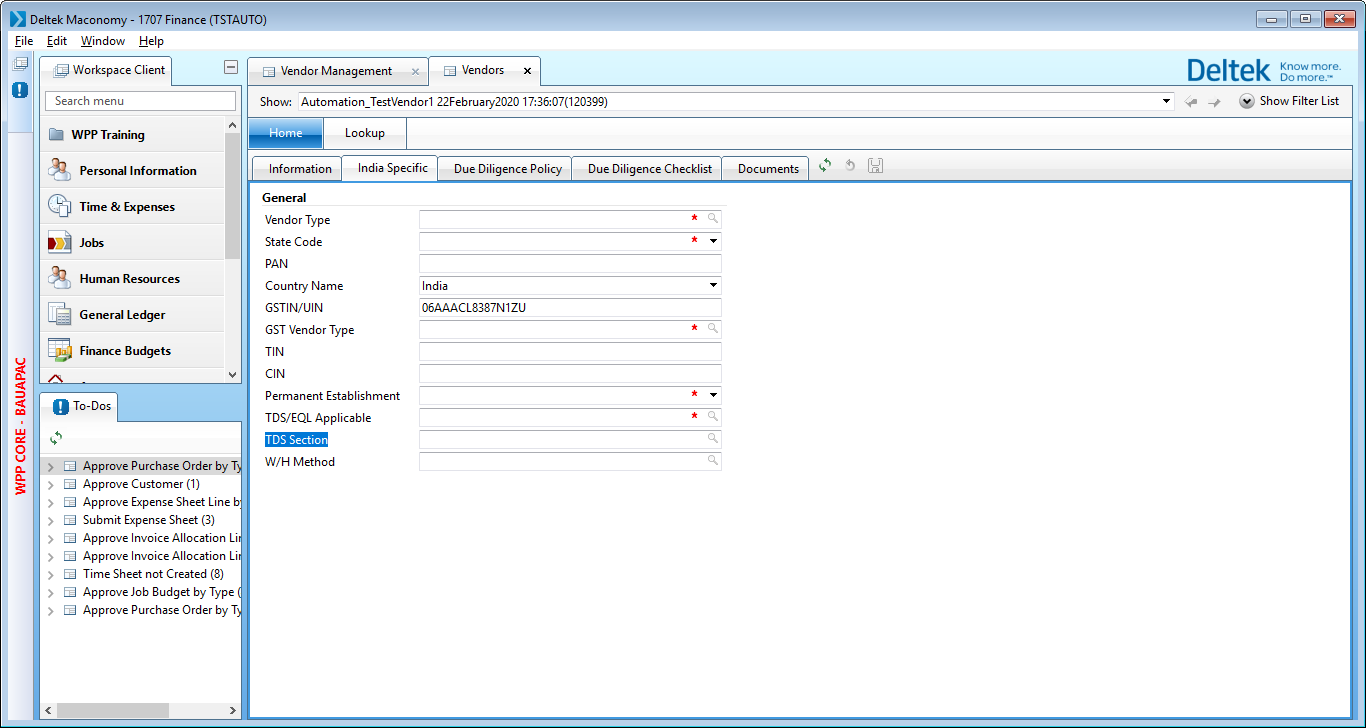 Deltek Maconomy - 1707 Finance (TSTAUTO)
File Edit Window Help
Workspace Client
Vendor Management
Vendors
Deltek Know more. Do more.™
Search menu
Show: Automation_TestVendor1 22February2020 17:36:07(120399)
Show Filter List
WPP Training
Personal Information
Time & Expenses
Jobs
Human Resources
General Ledger
Finance Budgets
Home Lookup
Information India Specific Due Diligence Policy Due Diligence Checklist Documents
General
Vendor Type *
State Code *
PAN
Country Name India
GSTIN/UIN 06AAACL8387N1ZU
GST Vendor Type *
TIN
CIN
Permanent Establishment *
TDS/EQL Applicable *
TDS Section
W/H Method
WPP CORE - BAUAPAC
To-Dos
Approve Purchase Order by Ty
Approve Customer (1)
Approve Expense Sheet Line by
Submit Expense Sheet (3)
Approve Invoice Allocation Lin
Approve Invoice Allocation Lin
Time Sheet not Created (8)
Approve Job Budget by Type (
Approve Purchase Order by Ty